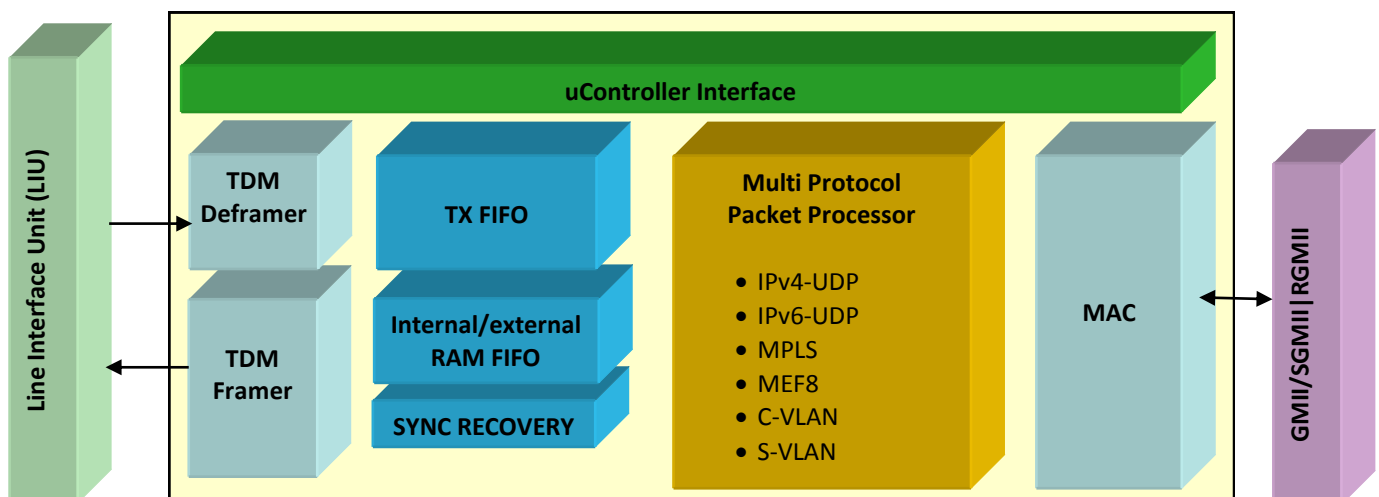 uController Interface
Line Interface Unit (LIU)
TDM
Deframer
TX FIFO
Multi Protocol
Packet Processor
• IPv4-UDP
• IPv6-UDP
• MPLS
• MEF8
• C-VLAN
• S-VLAN
TDM
Framer
Internal/external
RAM FIFO
SYNC RECOVERY
MAC
GMII/SGMII|RGMII